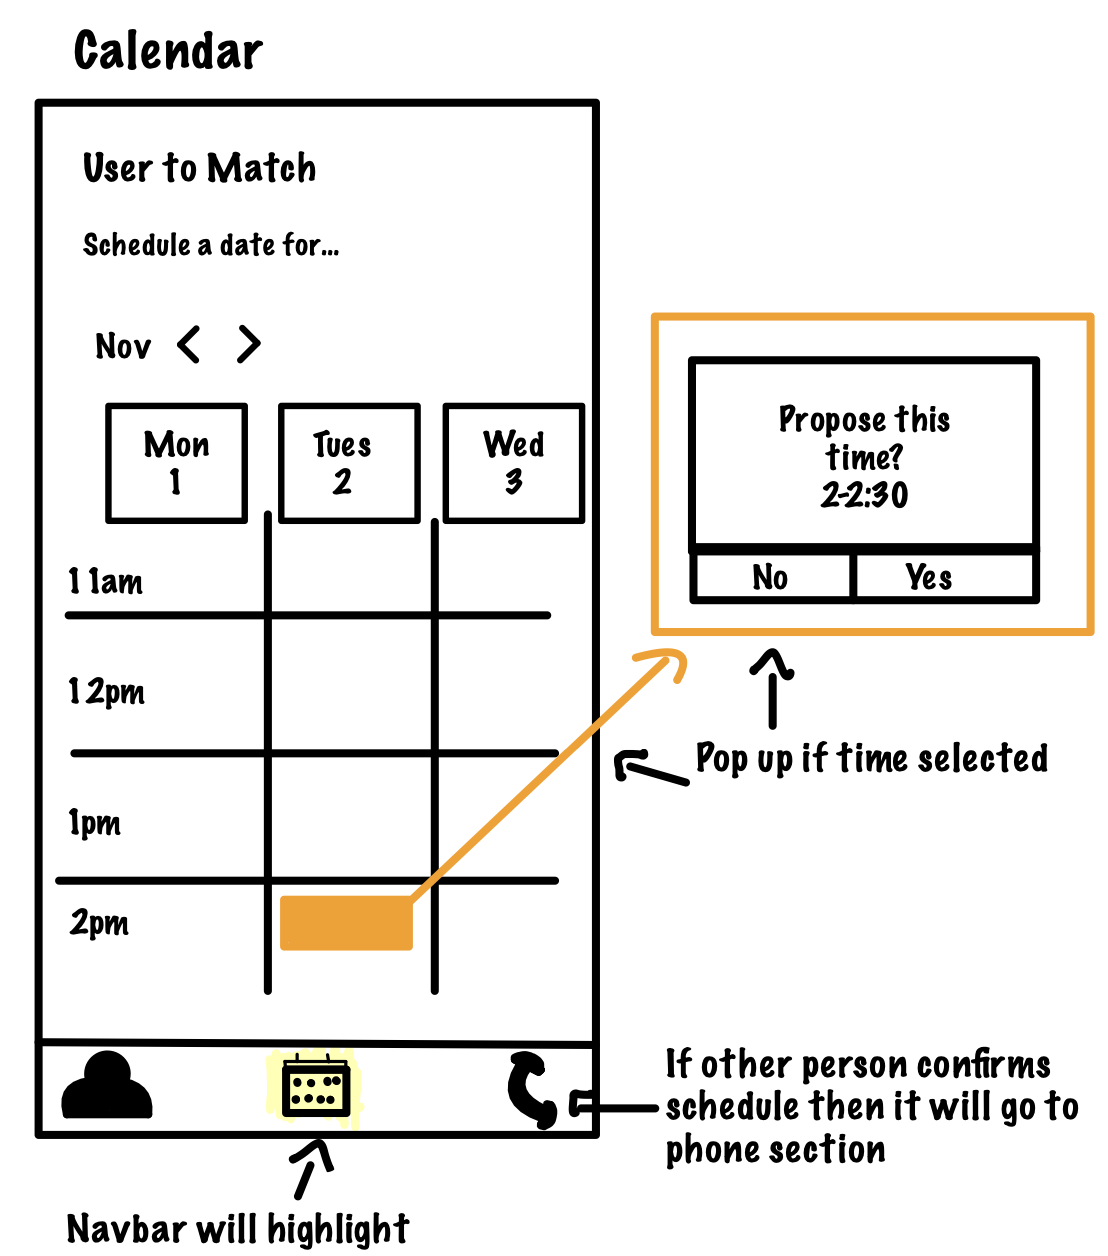 Calendar
User to Match
Schedule a date for...
Nov < >
Mon
1
Tues
2
Wed
3
11am
12pm
1pm
2pm
Propose this
time?
2-2:30
No
Yes
Pop up if time selected
If other person confirms
schedule then it will go to
phone section
Navbar will highlight